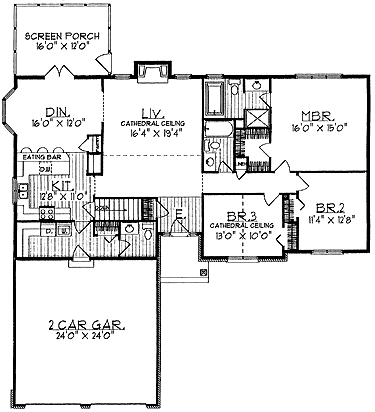 SCREEN PORCH
16'0" X 12'0"
DIN.
16'0" X 12'0"
LIV.
CATHEDRAL CEILING
16'4" X 19'4"
MBR.
16'0" X 15'0"
EATING BAR
D.W.
KIT.
12'8" X 11'0"
DOWN
E.
BR.3
CATHEDRAL CEILING
13'0" X 10'0"
BR.2
11'4" X 12'8"
D.
2 CAR GAR.
24'0" X 24'0"